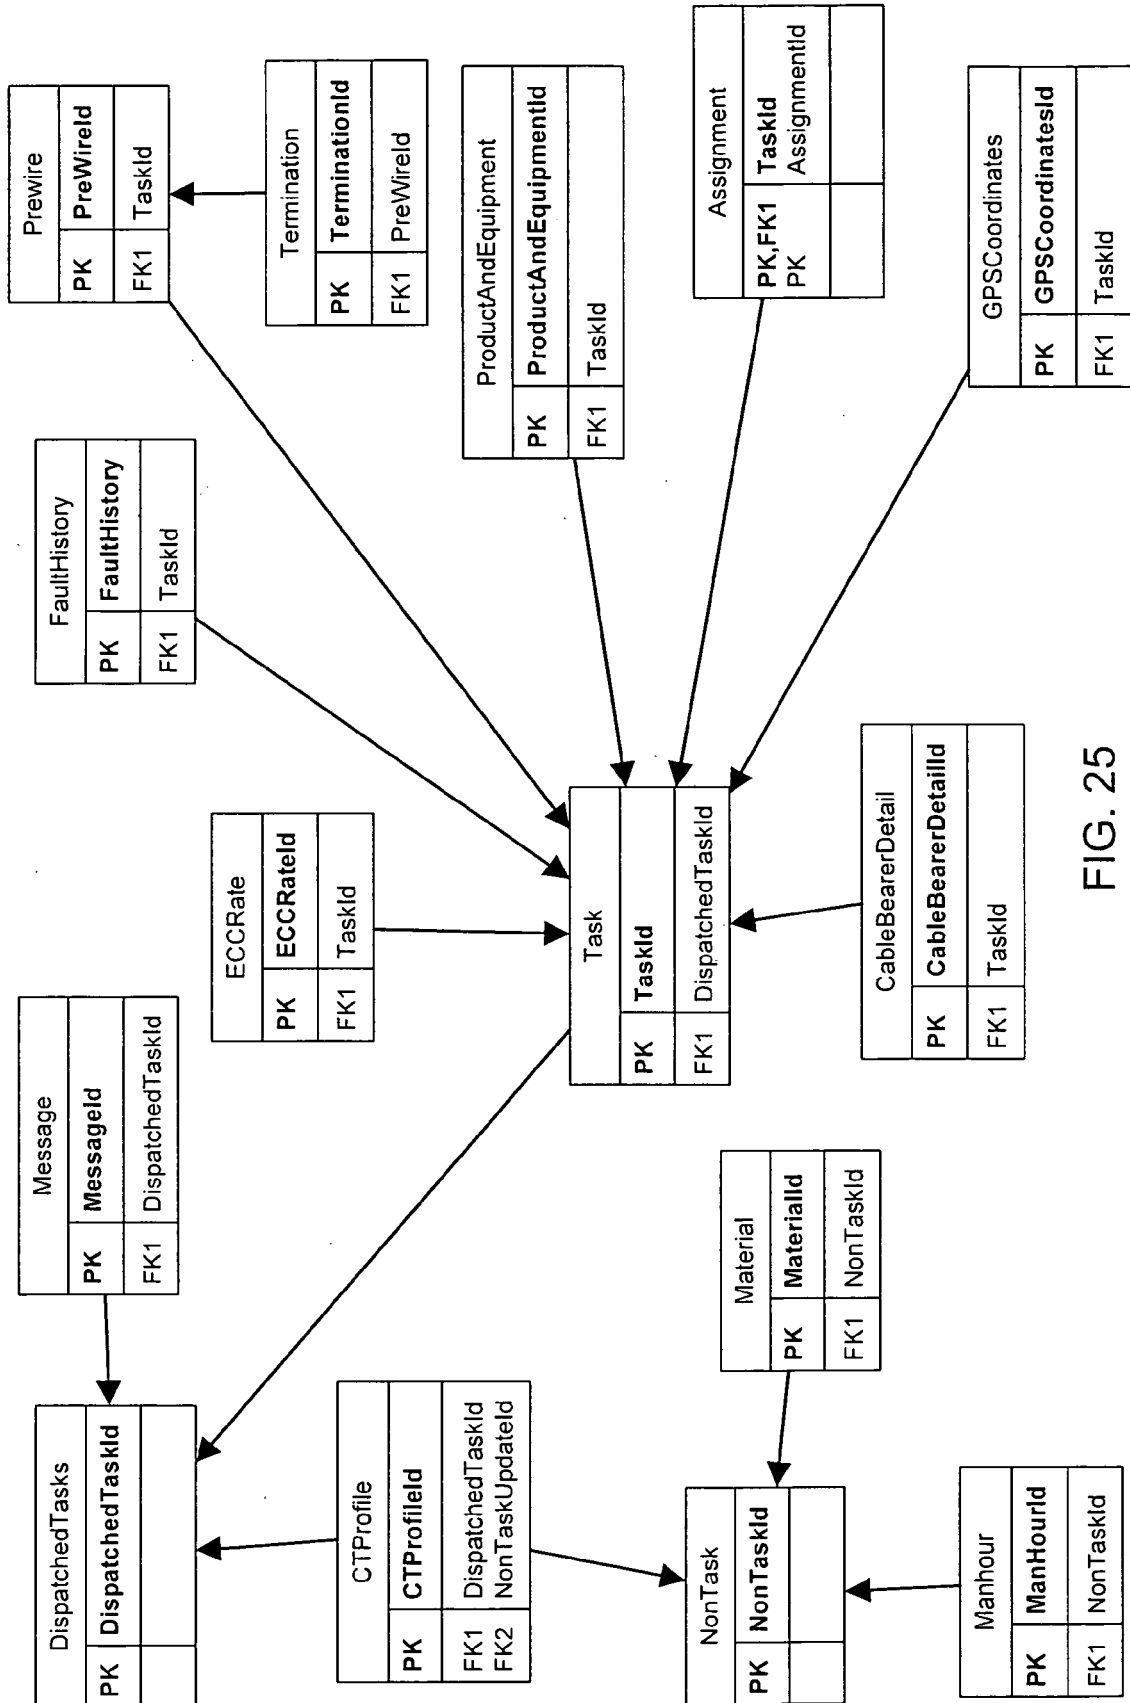 DispatchedTasks
PK DispatchedTaskId
Message
PK MessageId
FK1 DispatchedTaskId
FaultHistory
PK FaultHistory
FK1 TaskId
Prewire
PK PreWireId
FK1 TaskId
CTProfile
PK CTProfileId
FK1 DispatchedTaskId
FK2 NonTaskUpdateId
ECCRate
PK ECCRateId
FK1 TaskId
Termination
PK TerminationId
FK1 PreWireId
ProductAndEquipment
PK ProductAndEquipmentId
FK1 TaskId
Task
PK TaskId
FK1 DispatchedTaskId
NonTask
PK NonTaskId
Material
PK MaterialId
FK1 NonTaskId
Assignment
PK,FK1 TaskId
PK AssignmentId
Manhour
PK ManHourId
FK1 NonTaskId
CableBearerDetail
PK CableBearerDetailId
FK1 TaskId
GPSCoordinates
PK GPSCoordinatesId
FK1 TaskId
FIG. 25